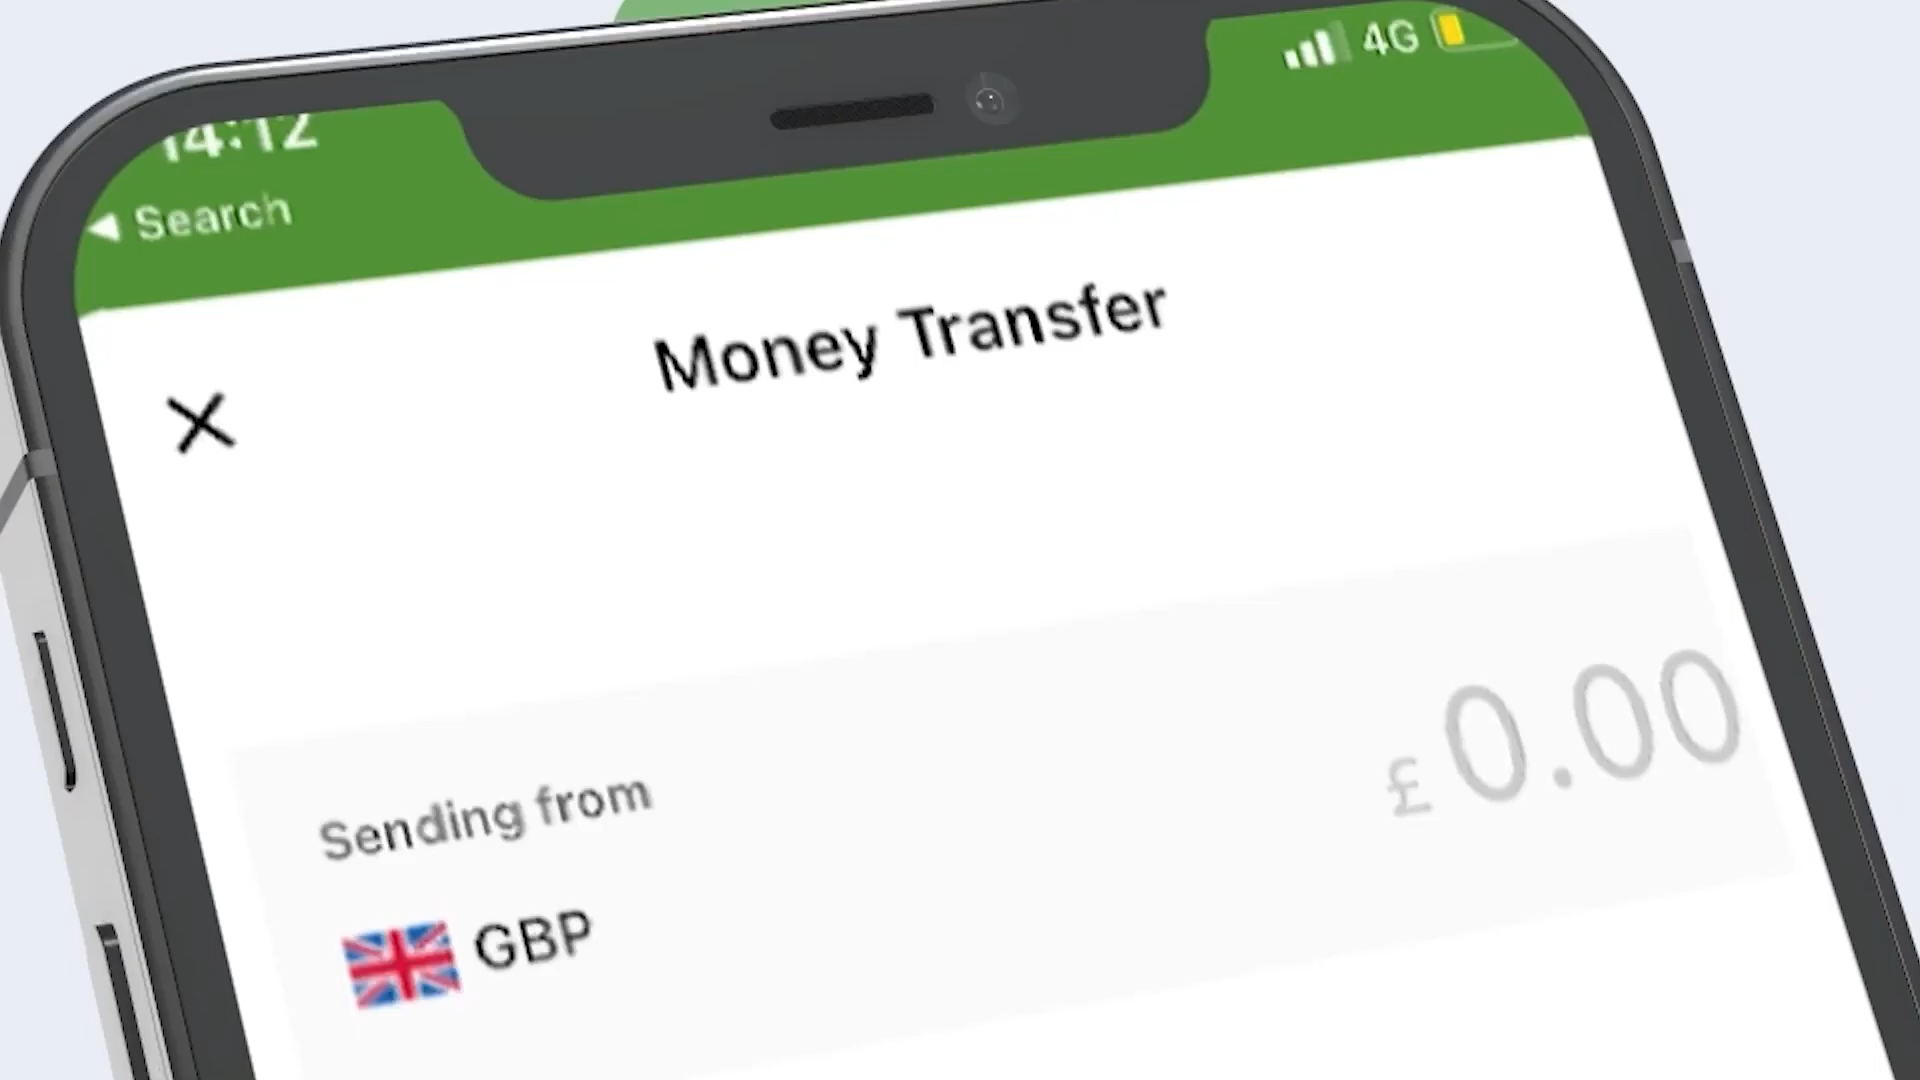 14:12
4G
Search
Money Transfer
£0.00
Sending from
GBP